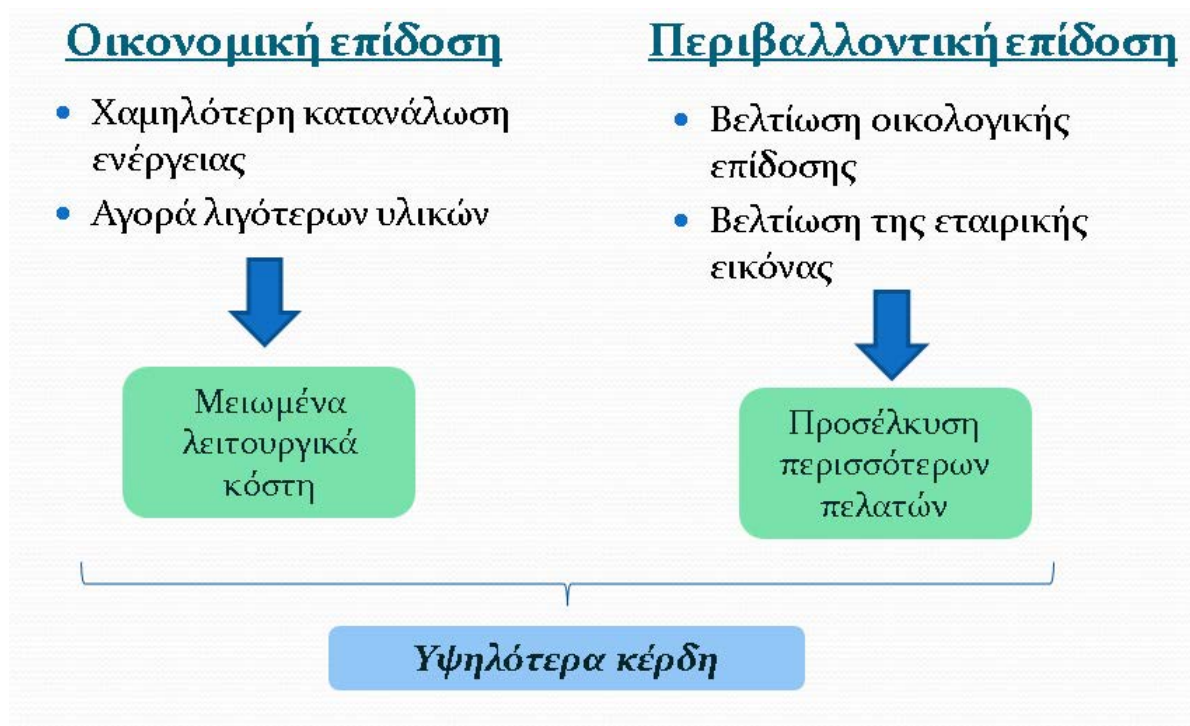 Οικονομική επίδοση
• Χαμηλότερη κατανάλωση
ενέργειας
• Αγορά λιγότερων υλικών
Μειωμένα
λειτουργικά
κόστη
Περιβαλλοντική επίδοση
• Βελτίωση οικολογικής
επίδοσης
• Βελτίωση της εταιρικής
εικόνας
Προσέλκυση
περισσότερων
πελατών
Υψηλότερα κέρδη